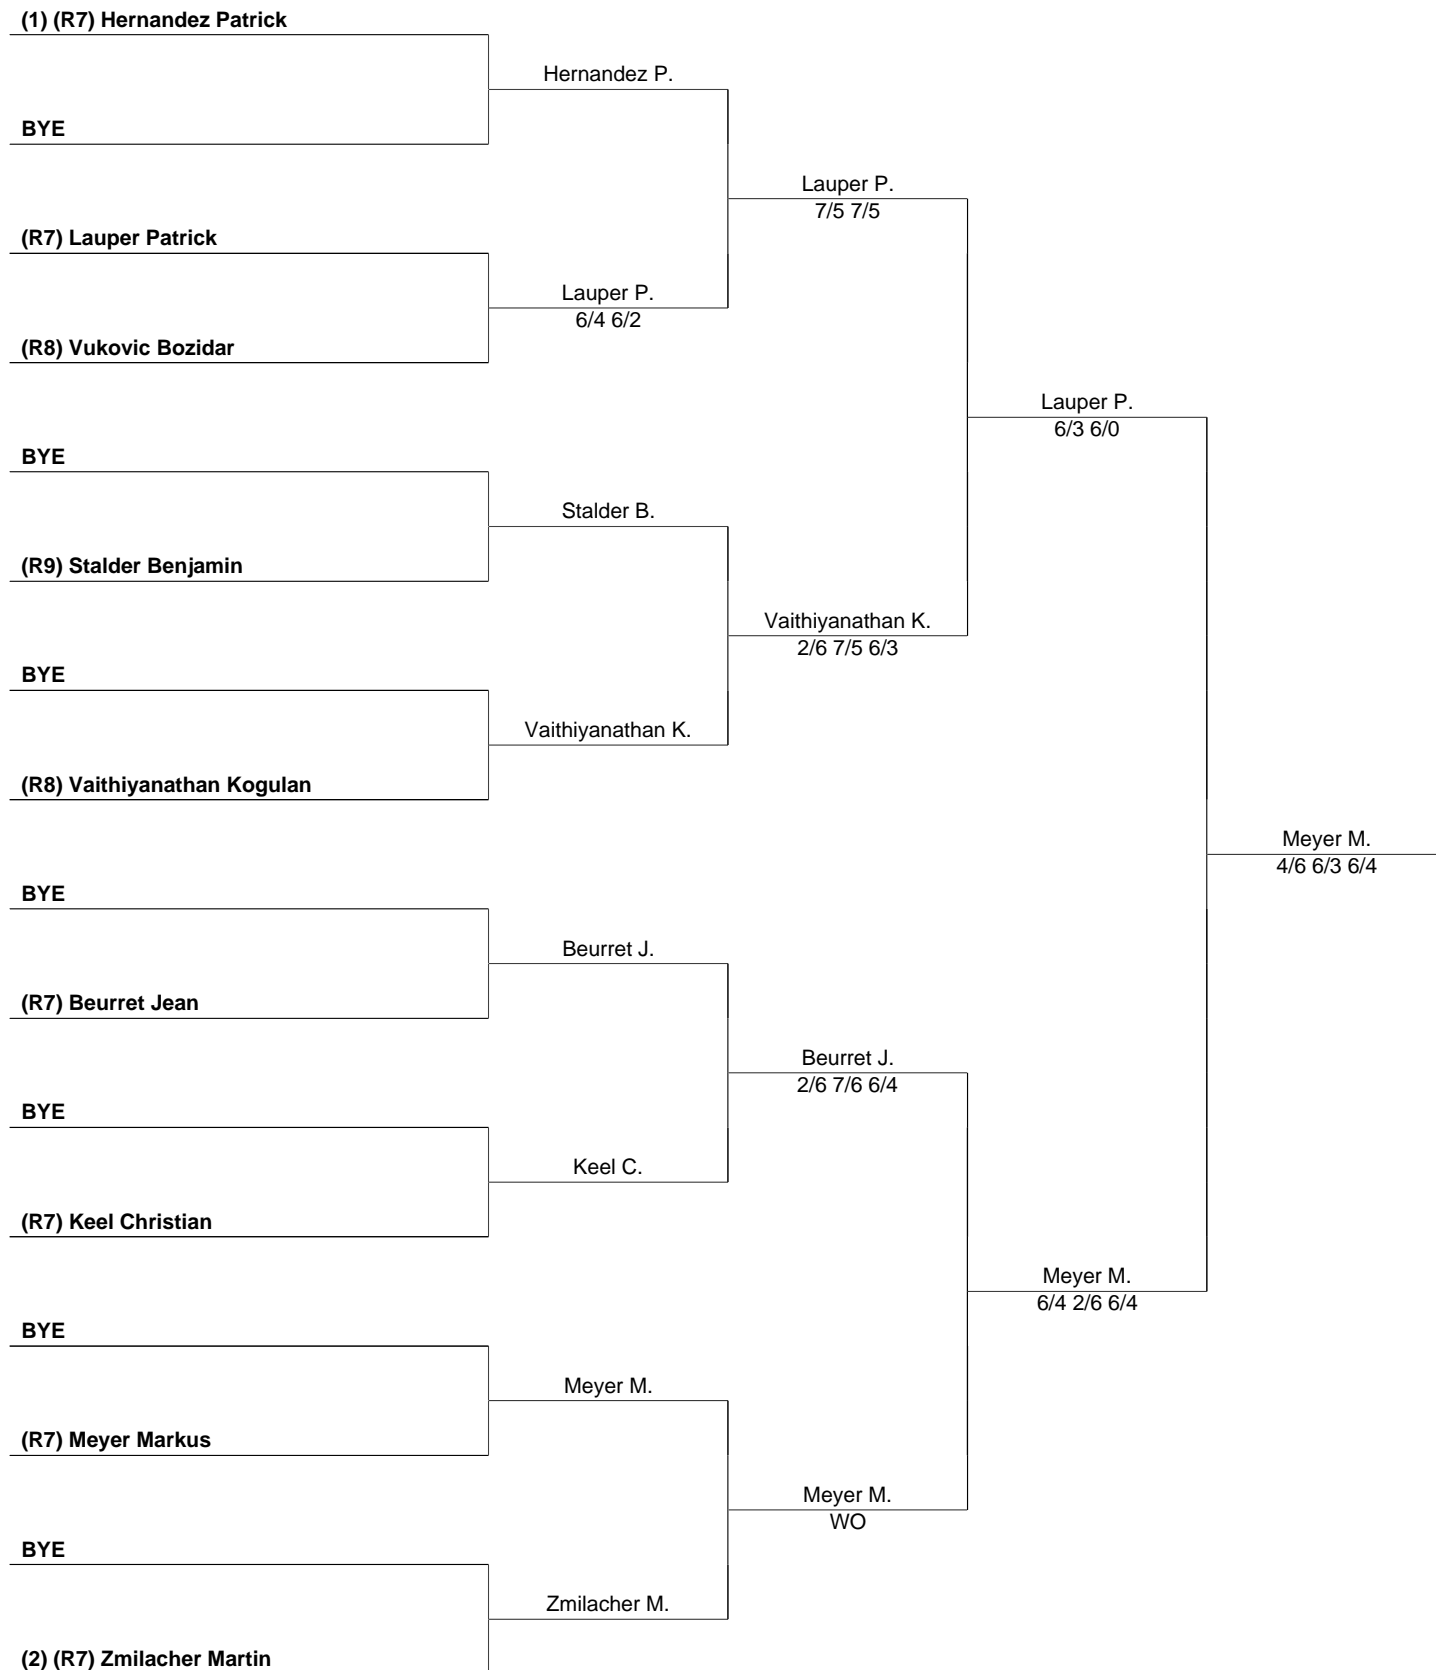 (1) (R7) Hernandez Patrick
Hernandez P.
BYE
Lauper P.
7/5 7/5
(R7) Lauper Patrick
Lauper P.
6/4 6/2
(R8) Vukovic Bozidar
Lauper P.
6/3 6/0
BYE
Stalder B.
(R9) Stalder Benjamin
Vaithiyanathan K.
2/6 7/5 6/3
BYE
Vaithiyanathan K.
(R8) Vaithiyanathan Kogulan
Meyer M.
4/6 6/3 6/4
BYE
Beurret J.
(R7) Beurret Jean
Beurret J.
2/6 7/6 6/4
BYE
Keel C.
(R7) Keel Christian
Meyer M.
6/4 2/6 6/4
BYE
Meyer M.
(R7) Meyer Markus
Meyer M.
WO
BYE
Zmilacher M.
(2) (R7) Zmilacher Martin